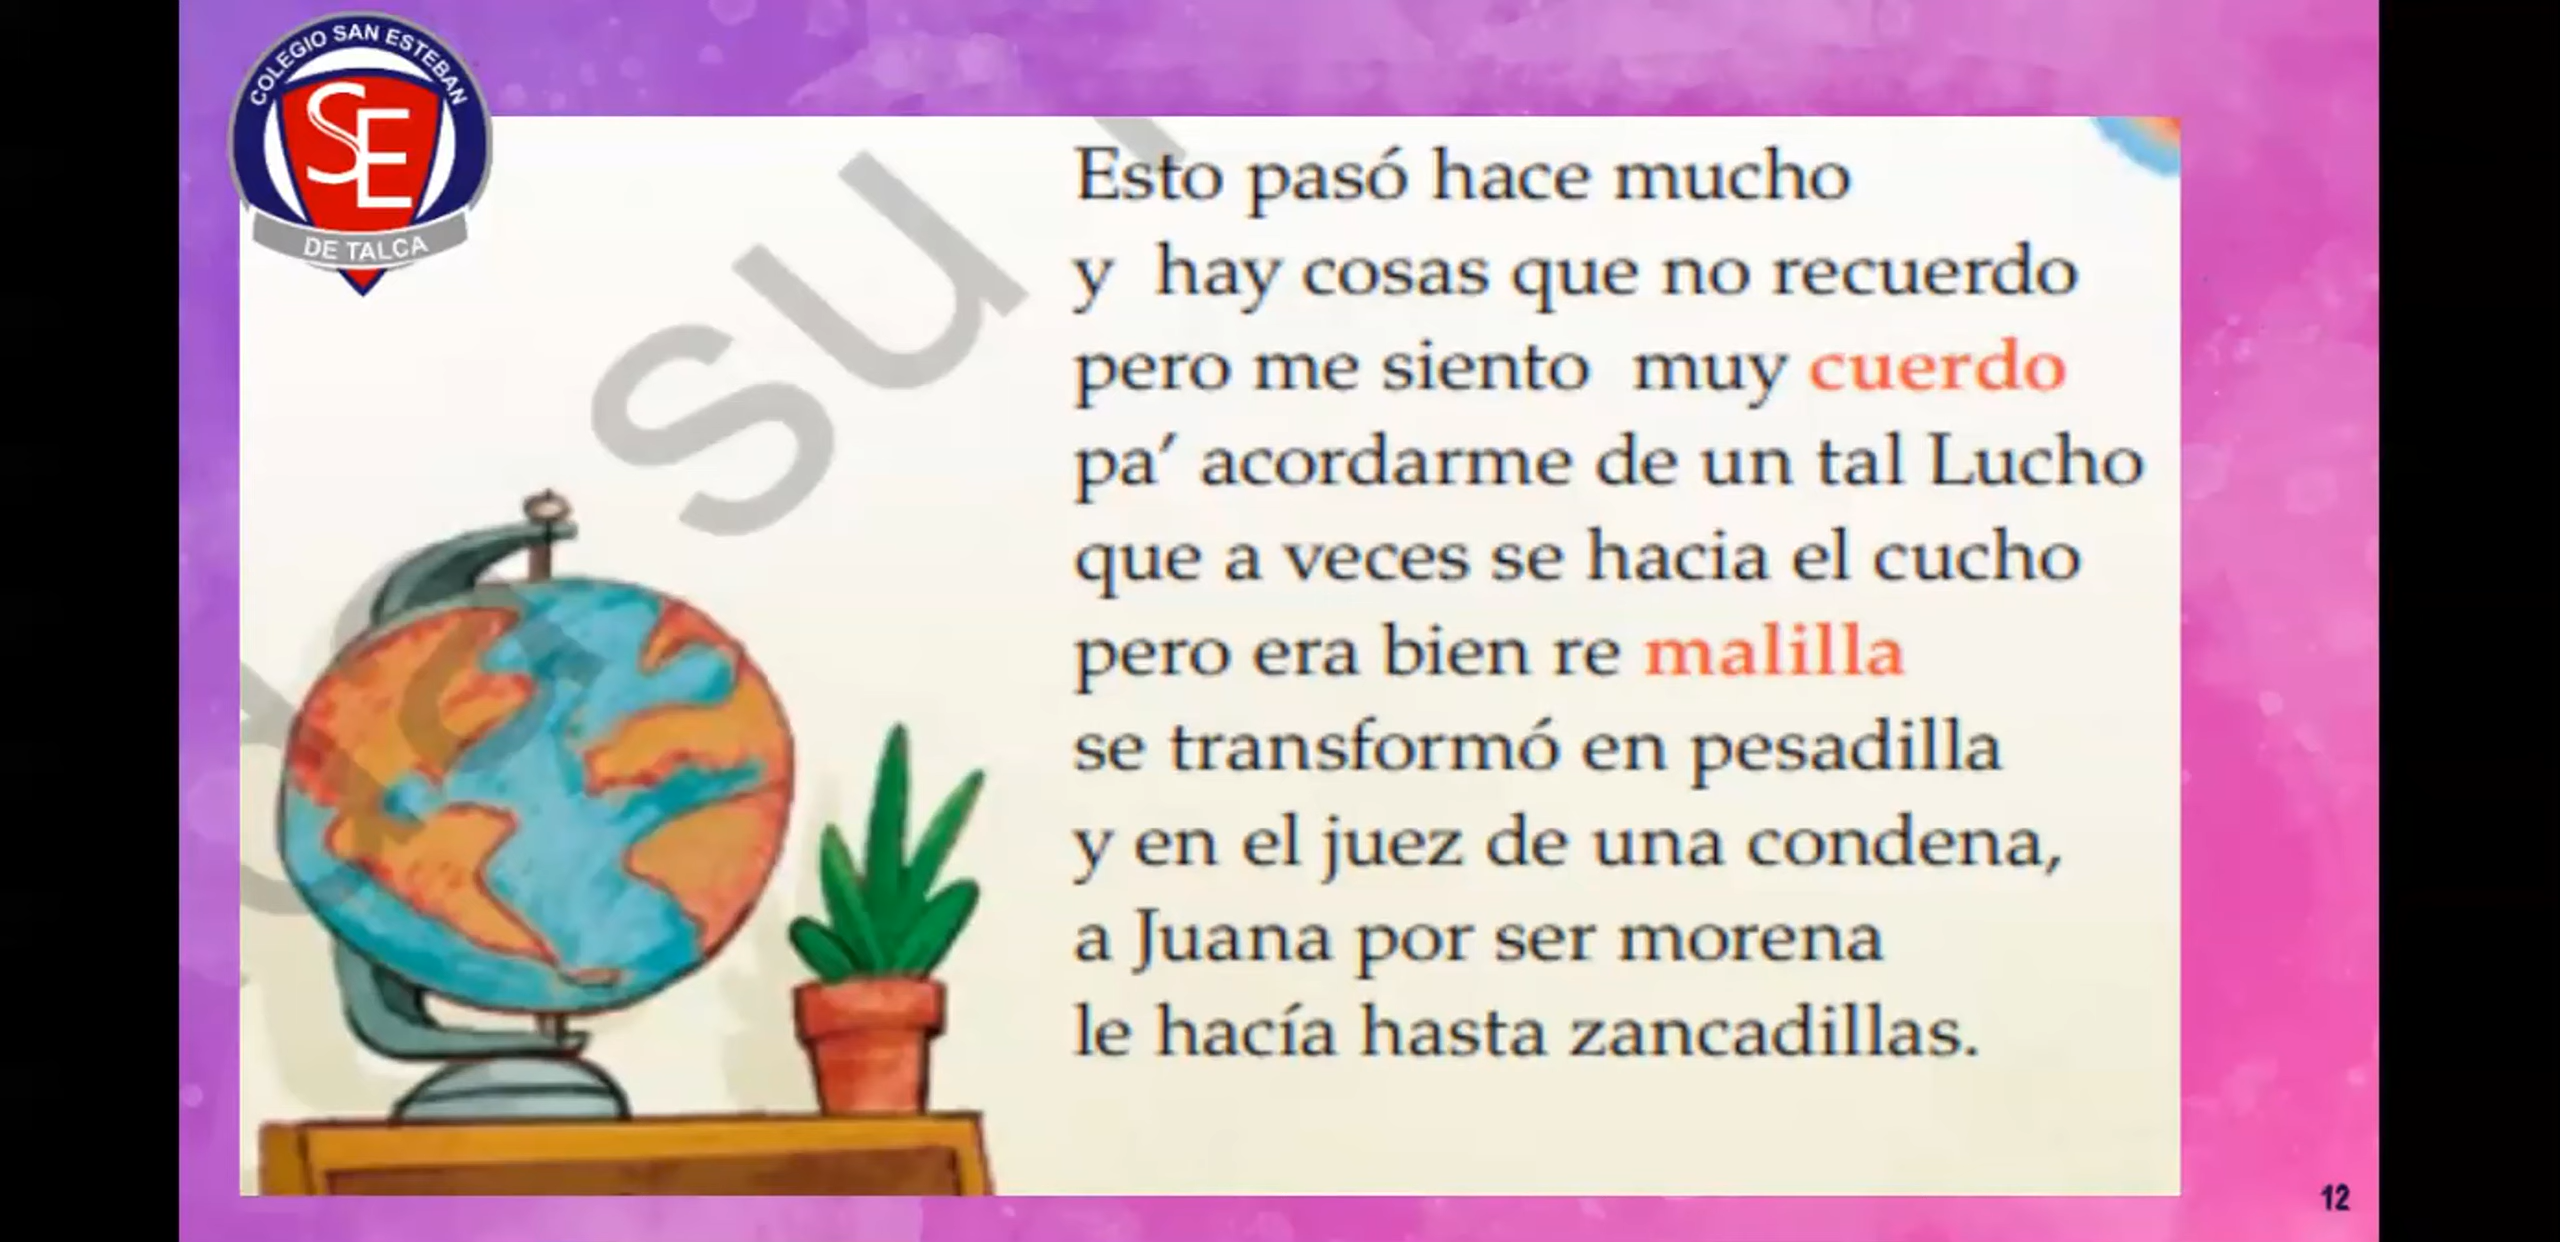 COLEGIO SAN ESTEBAN
SE
DE TALCA
su
Esto pasó hace mucho
y hay cosas que no recuerdo
pero me siento muy cuerdo
pa’ acordarme de un tal Lucho
que a veces se hacia el cucho
pero era bien re malilla
se transformó en pesadilla
y en el juez de una condena,
a Juana por ser morena
le hacía hasta zancadillas.
12